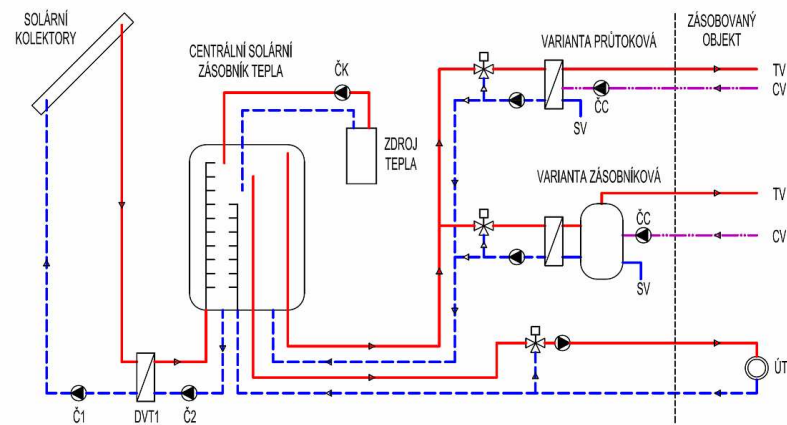 SOLÁRNÍ
KOLEKTORY
CENTRÁLNÍ SOLÁRNÍ
ZÁSOBNÍK TEPLA
ČK
ZDROJ
TEPLA
VARIANTA PRŮTOKOVÁ
ZÁSOBOVANÝ
OBJEKT
TV
CV
ČC
SV
VARIANTA ZÁSOBNÍKOVÁ
TV
ČC
CV
SV
ÚT
Č1
DVT1
Č2